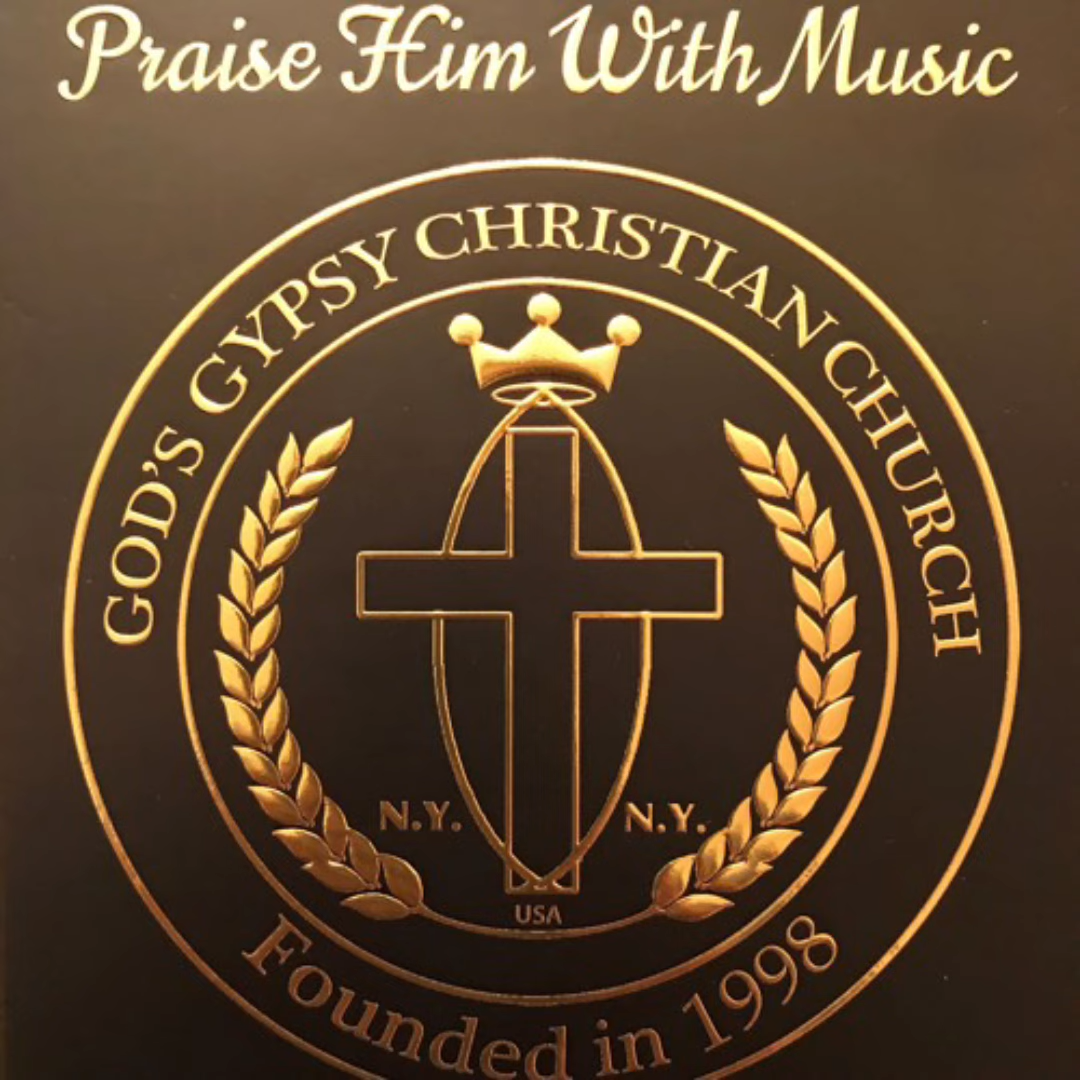 Praise Him With Music
GOD'S GYPSY CHRISTIAN CHURCH
N.Y. N.Y.
USA
Founded in 1998